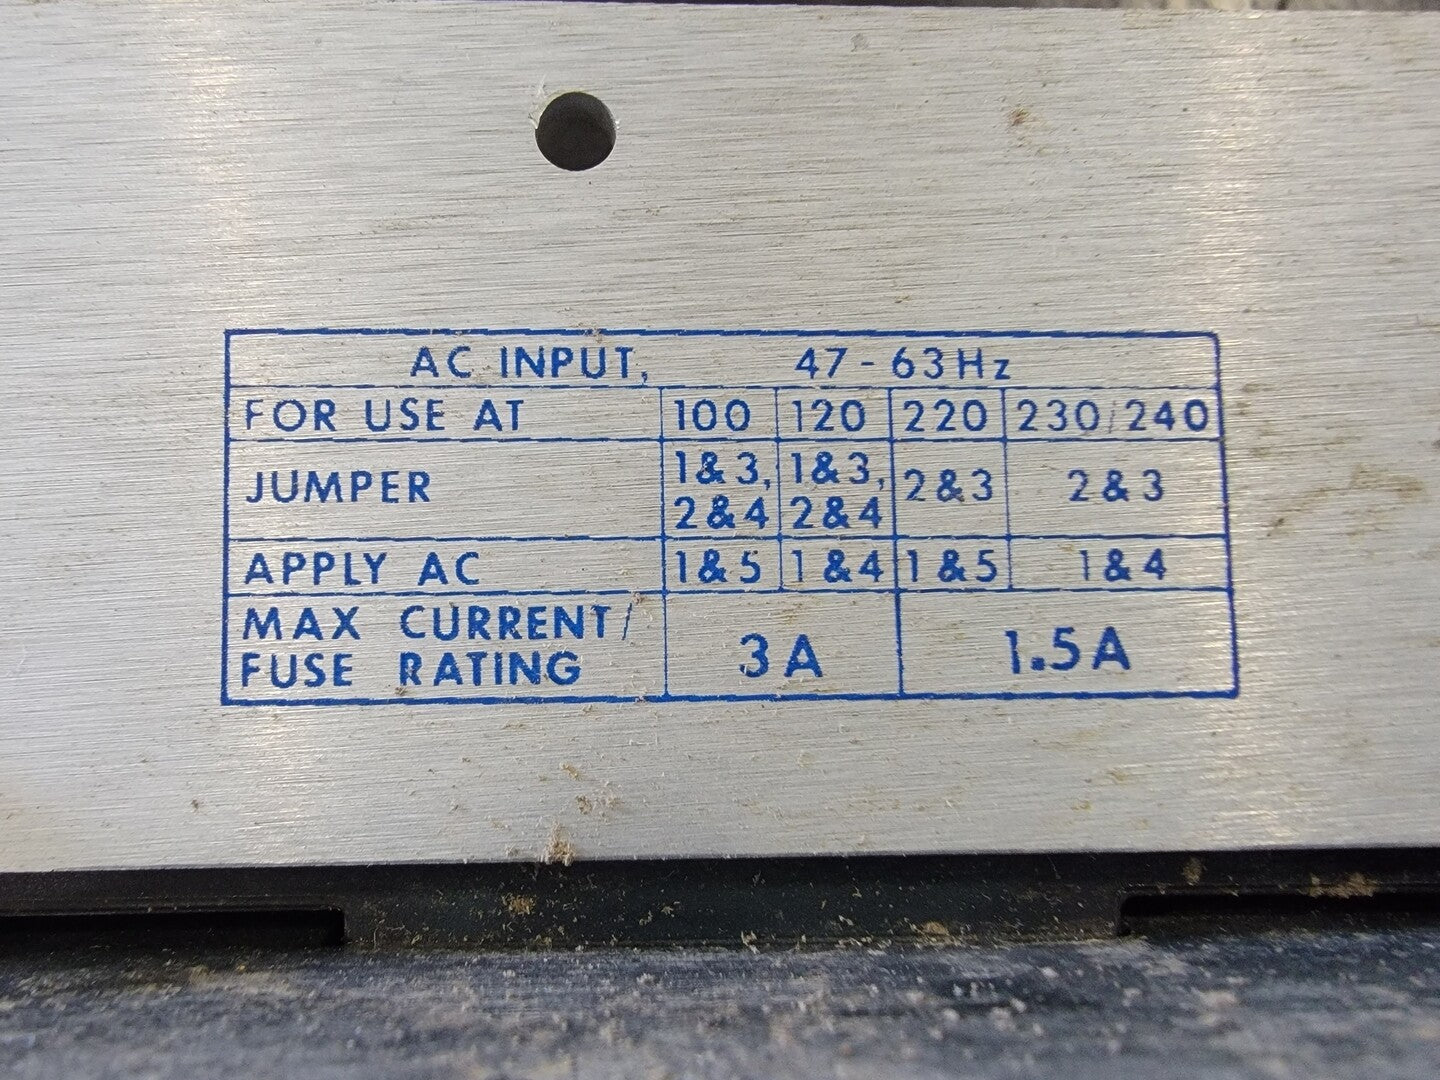 AC INPUT, 47 - 63 Hz
FOR USE AT 100 120 220 230/240
JUMPER 1&3, 2&4 1&3, 2&4 2&3 2&3
APPLY AC 1&5 1&4 1&5 1&4
MAX CURRENT/
FUSE RATING 3A 1.5A